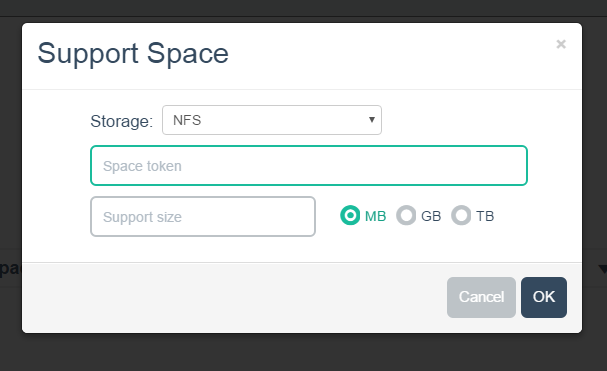 Support Space
×
Storage: NFS
Space token
Support size MB GB TB
Cancel OK